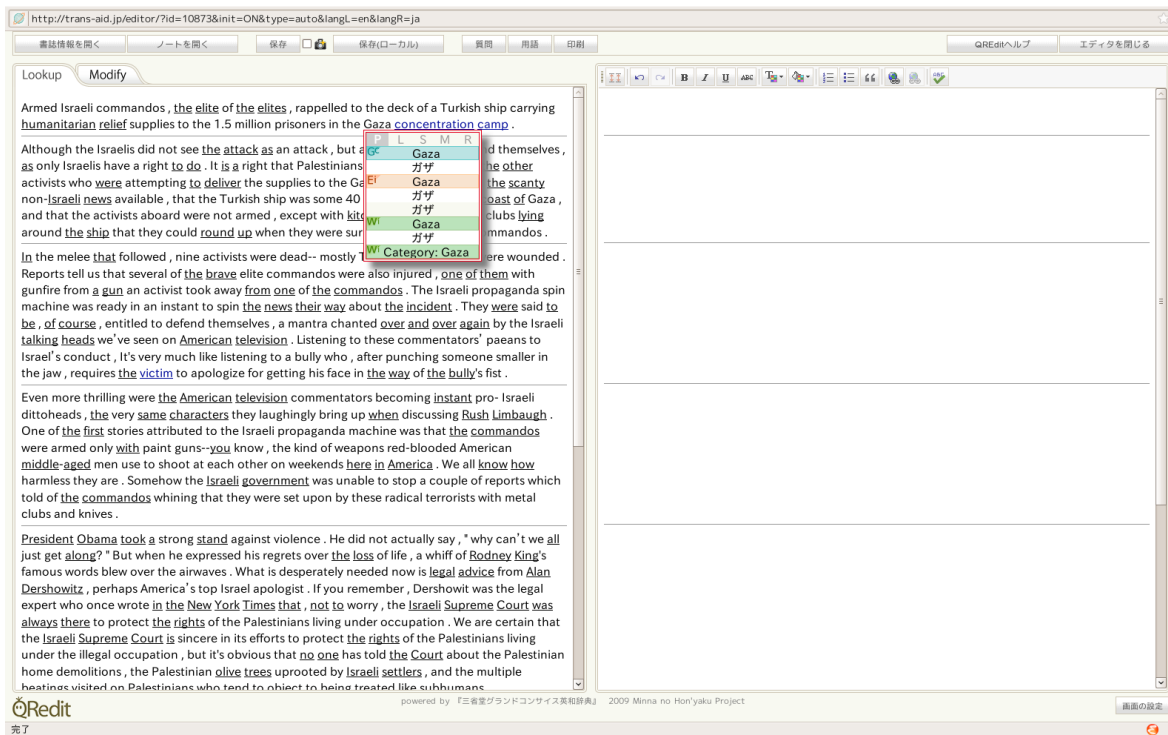 http://trans-aid.jp/editor/?id=10873&init=ON&type=auto&langL=en&langR=ja
書誌情報を開く ノートを開く 保存 保存(ローカル) 質問 用語 印刷 QREditヘルプ エディタを閉じる
Lookup Modify
B I U ABC T
Armed Israeli commandos , the elite of the elites , rappelled to the deck of a Turkish ship carrying
humanitarian relief supplies to the 1.5 million prisoners in the Gaza concentration camp .
Although the Israelis did not see the attack as an attack , but a
d themselves ,
as only Israelis have a right to do . It is a right that Palestinians
he other
activists who were attempting to deliver the supplies to the Ga
the scanty
non-Israeli news available , that the Turkish ship was some 40
oast of Gaza ,
and that the activists aboard were not armed , except with kitc
clubs lying
around the ship that they could round up when they were sur
mmandos .
P L S M R
GC Gaza
ガザ
Ei Gaza
ガザ
ガザ
Wi Gaza
ガザ
Wi Category: Gaza
In the melee that followed , nine activists were dead-- mostly T
ere wounded .
Reports tell us that several of the brave elite commandos were also injured , one of them with
gunfire from a gun an activist took away from one of the commandos . The Israeli propaganda spin
machine was ready in an instant to spin the news their way about the incident . They were said to
be , of course , entitled to defend themselves , a mantra chanted over and over again by the Israeli
talking heads we've seen on American television . Listening to these commentators' paeans to
Israel's conduct , It's very much like listening to a bully who , after punching someone smaller in
the jaw , requires the victim to apologize for getting his face in the way of the bully's fist .
Even more thrilling were the American television commentators becoming instant pro- Israeli
dittoheads , the very same characters they laughingly bring up when discussing Rush Limbaugh .
One of the first stories attributed to the Israeli propaganda machine was that the commandos
were armed only with paint guns--you know , the kind of weapons red-blooded American
middle-aged men use to shoot at each other on weekends here in America . We all know how
harmless they are . Somehow the Israeli government was unable to stop a couple of reports which
told of the commandos whining that they were set upon by these radical terrorists with metal
clubs and knives .
President Obama took a strong stand against violence . He did not actually say , " why can't we all
just get along? " But when he expressed his regrets over the loss of life , a whiff of Rodney King's
famous words blew over the airwaves . What is desperately needed now is legal advice from Alan
Dershowitz , perhaps America's top Israel apologist . If you remember , Dershowit was the legal
expert who once wrote in the New York Times that , not to worry , the Israeli Supreme Court was
always there to protect the rights of the Palestinians living under occupation . We are certain that
the Israeli Supreme Court is sincere in its efforts to protect the rights of the Palestinians living
under the illegal occupation , but it's obvious that no one has told the Court about the Palestinian
home demolitions , the Palestinian olive trees uprooted by Israeli settlers , and the multiple
beatings visited on Palestinians who tend to object to being treated like subhumans
QRedit
powered by 『三省堂グランドコンサイス英和辞典』 2009 Minna no Hon'yaku Project
画面の設定
完了